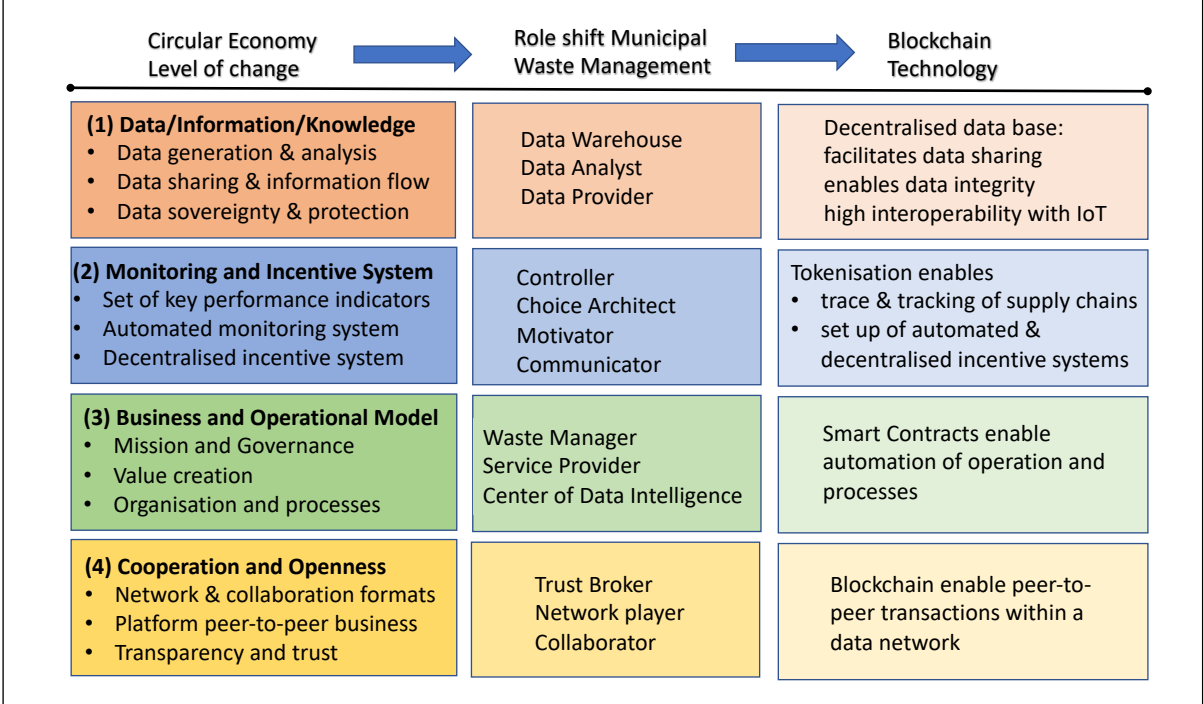 Circular Economy
Level of change
Role shift Municipal
Waste Management
Blockchain
Technology
(1) Data/Information/Knowledge
• Data generation & analysis
• Data sharing & information flow
• Data sovereignty & protection
Data Warehouse
Data Analyst
Data Provider
Decentralised data base:
facilitates data sharing
enables data integrity
high interoperability with IoT
(2) Monitoring and Incentive System
• Set of key performance indicators
• Automated monitoring system
• Decentralised incentive system
Controller
Choice Architect
Motivator
Communicator
Tokenisation enables
• trace & tracking of supply chains
• set up of automated &
decentralised incentive systems
(3) Business and Operational Model
• Mission and Governance
• Value creation
• Organisation and processes
Waste Manager
Service Provider
Center of Data Intelligence
Smart Contracts enable
automation of operation and
processes
(4) Cooperation and Openness
• Network & collaboration formats
• Platform peer-to-peer business
• Transparency and trust
Trust Broker
Network player
Collaborator
Blockchain enable peer-to-
peer transactions within a
data network